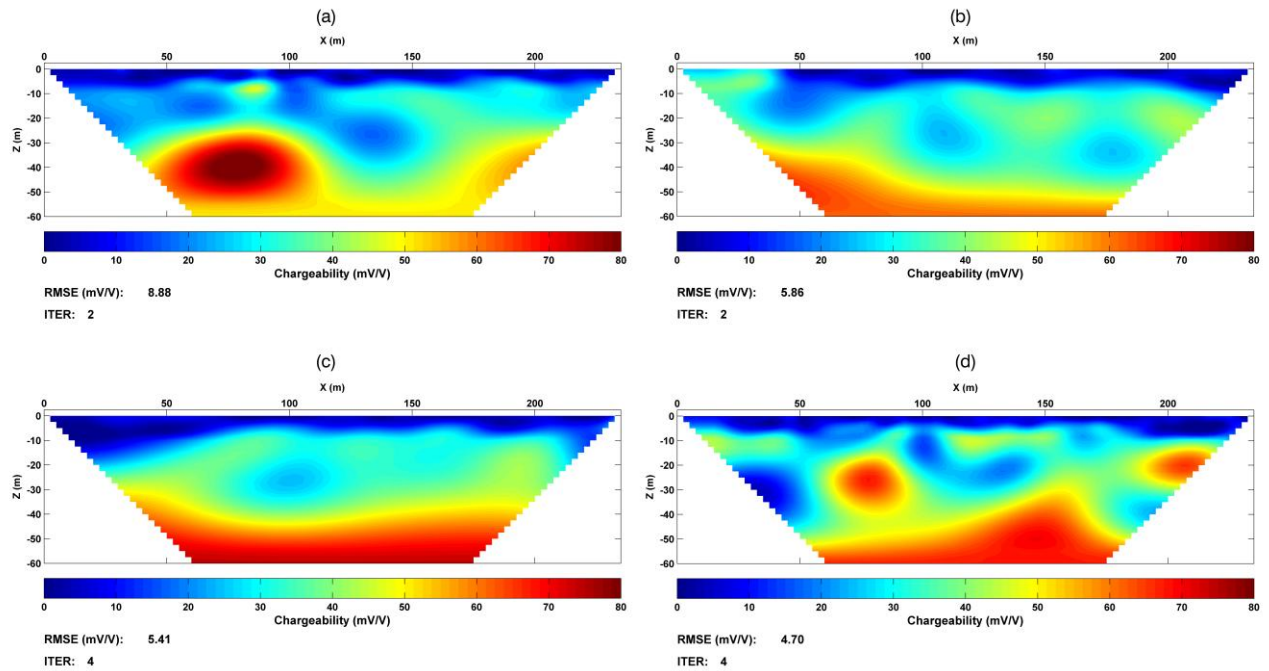 (a)
X (m)
0 50 100 150 200
0
-10
-20
-30
-40
-50
-60
Z (m)
0 10 20 30 40 50 60 70 80
Chargeability (mV/V)
RMSE (mV/V): 8.88
ITER: 2
(b)
X (m)
0 50 100 150 200
0
-10
-20
-30
-40
-50
-60
Z (m)
0 10 20 30 40 50 60 70 80
Chargeability (mV/V)
RMSE (mV/V): 5.86
ITER: 2
(c)
X (m)
0 50 100 150 200
0
-10
-20
-30
-40
-50
-60
Z (m)
0 10 20 30 40 50 60 70 80
Chargeability (mV/V)
RMSE (mV/V): 5.41
ITER: 4
(d)
X (m)
0 50 100 150 200
0
-10
-20
-30
-40
-50
-60
Z (m)
0 10 20 30 40 50 60 70 80
Chargeability (mV/V)
RMSE (mV/V): 4.70
ITER: 4